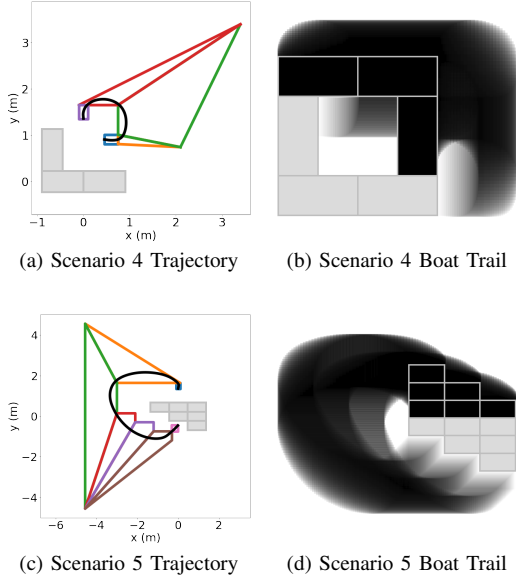 3
2
1
0
y (m)
−1 0 1 2 3
x (m)
(a) Scenario 4 Trajectory
(b) Scenario 4 Boat Trail
4
2
0
−2
−4
y (m)
−6 −4 −2 0
x (m)
(c) Scenario 5 Trajectory
(d) Scenario 5 Boat Trail